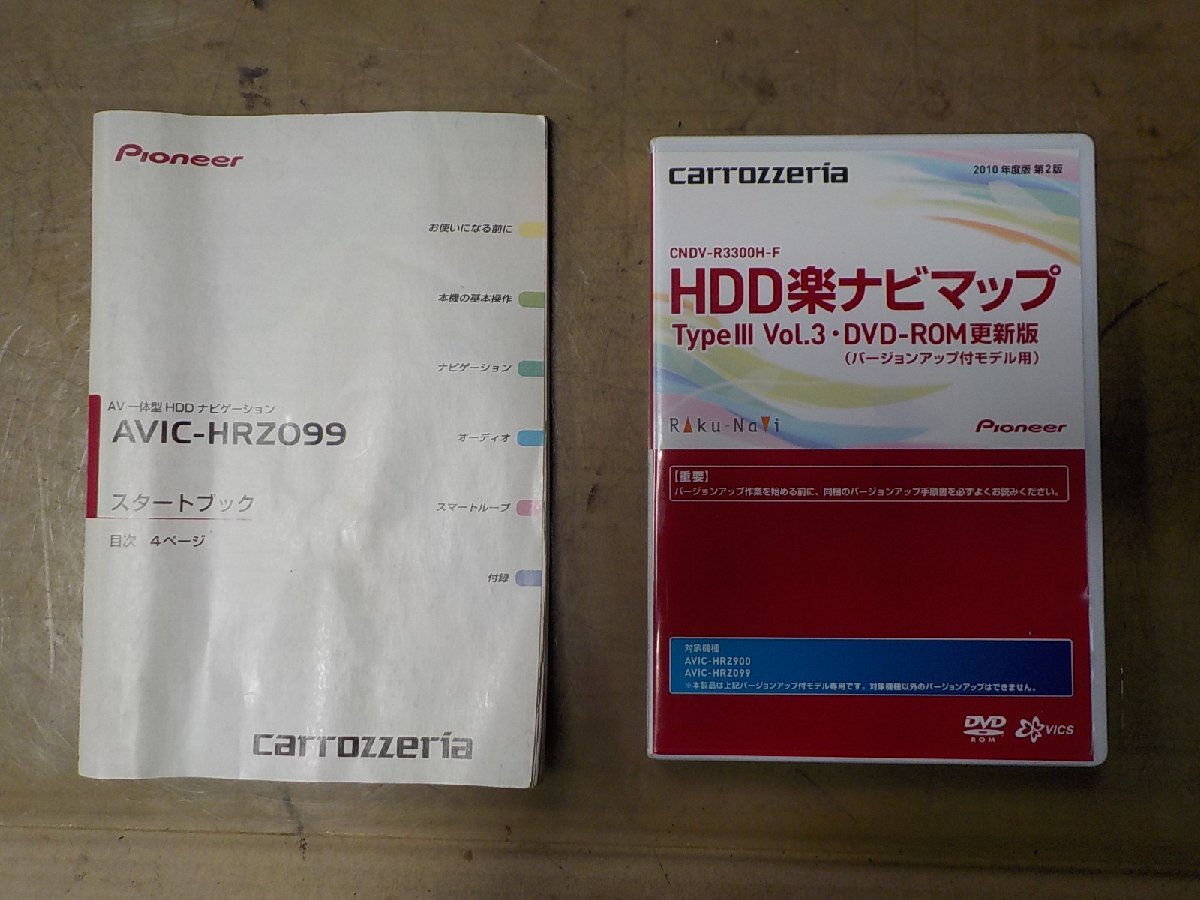 Pioneer
お使いになる前に
本機の基本操作
ナビゲーション
AV一体型 HDD ナビゲーション
AVIC-HRZ099
オーディオ
スタートブック
スマートループ
目次 4ページ
付録
carrozzeria
carrozzeria
2010年度版 第2版
CNDV-R3300H-F
HDD楽ナビマップ
TypeⅢ Vol.3・DVD-ROM更新版
(バージョンアップ付モデル用)
Raku-Navi
Pioneer
【重要】
バージョンアップ作業を始める前に、同梱のバージョンアップ手順書を必ずよくお読みください。
対象機種
AVIC-HRZ900
AVIC-HRZ099
※本製品は上記バージョンアップ付モデル専用です。対象機種以外のバージョンアップはできません。
DVD
ROM
VICS